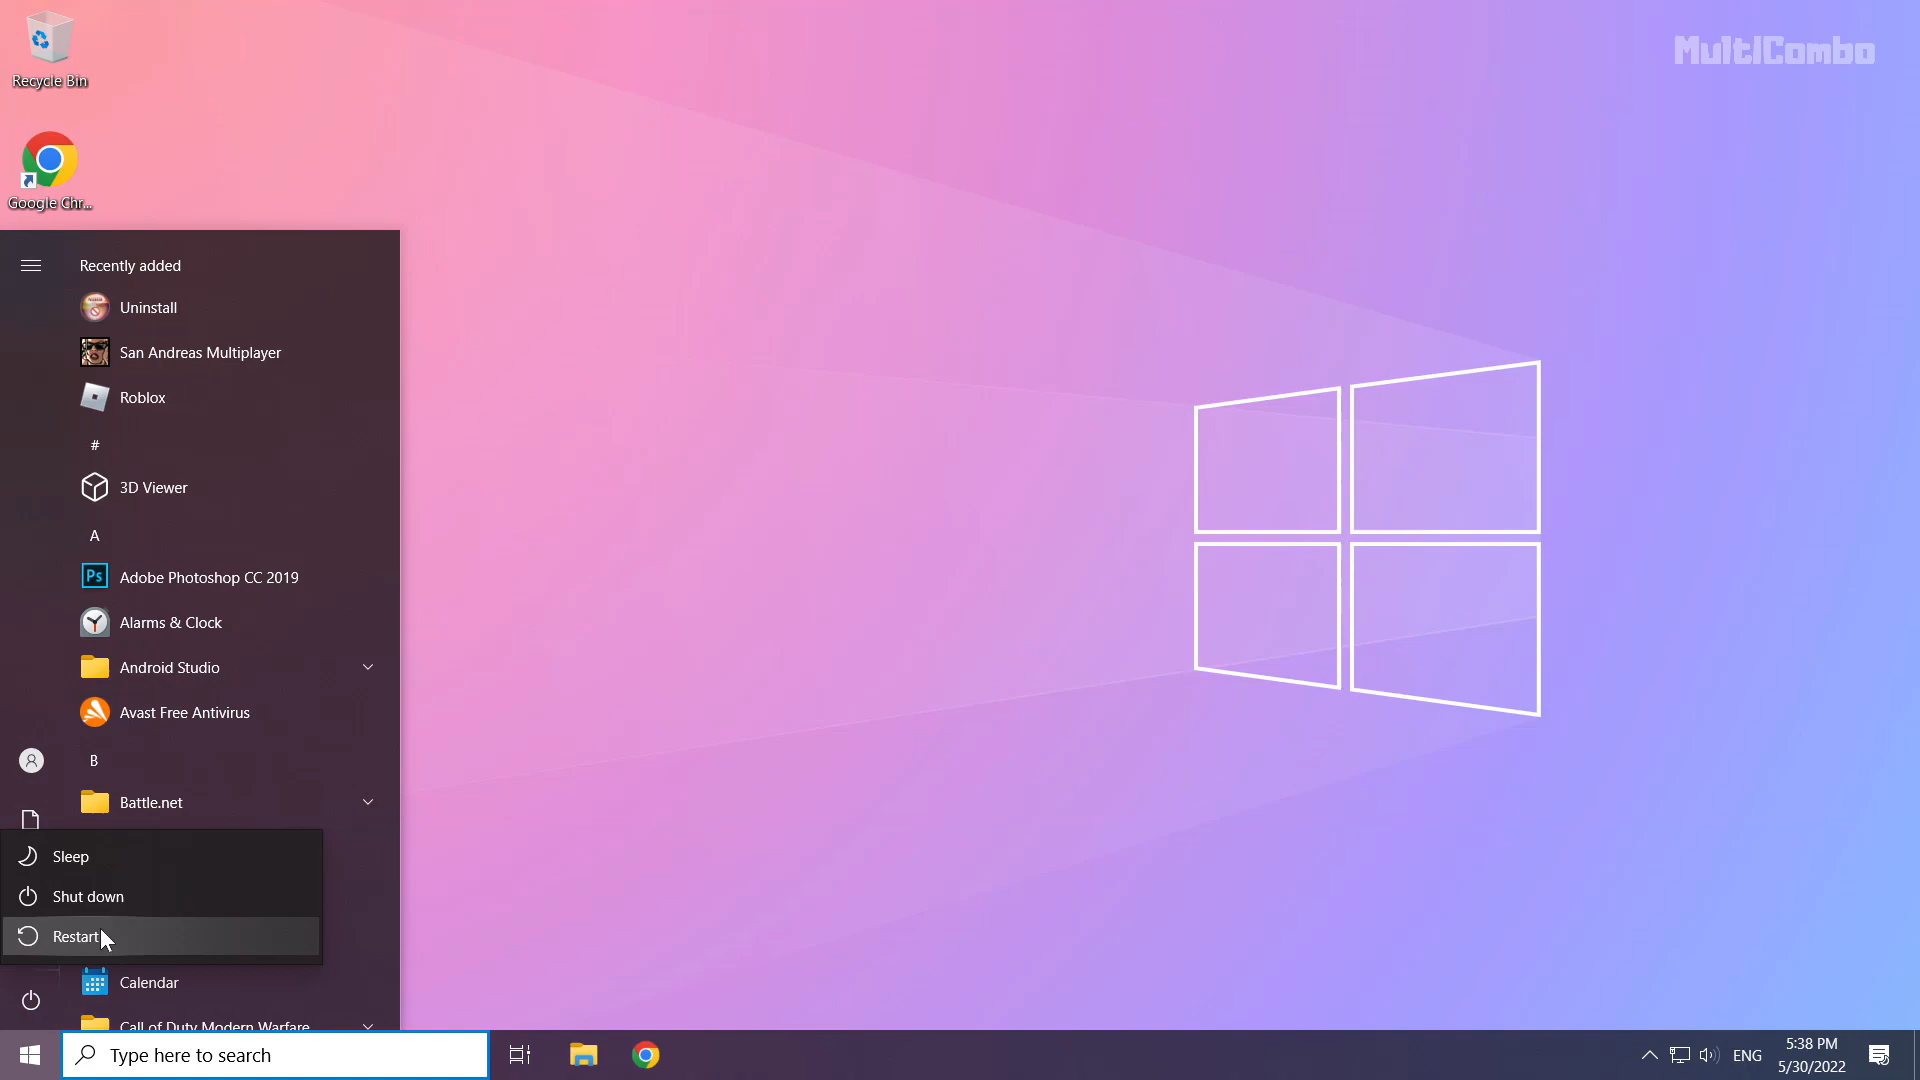 MultiCombo
Recycle Bin
Google Chr...
Recently added
Uninstall
San Andreas Multiplayer
Roblox
#
3D Viewer
A
Ps
Adobe Photoshop CC 2019
Alarms & Clock
Android Studio
Avast Free Antivirus
B
Battle.net
Sleep
Shut down
Restart
Calendar
Call of Duty Modern Warfare
Type here to search
ENG
5:38 PM
5/30/2022